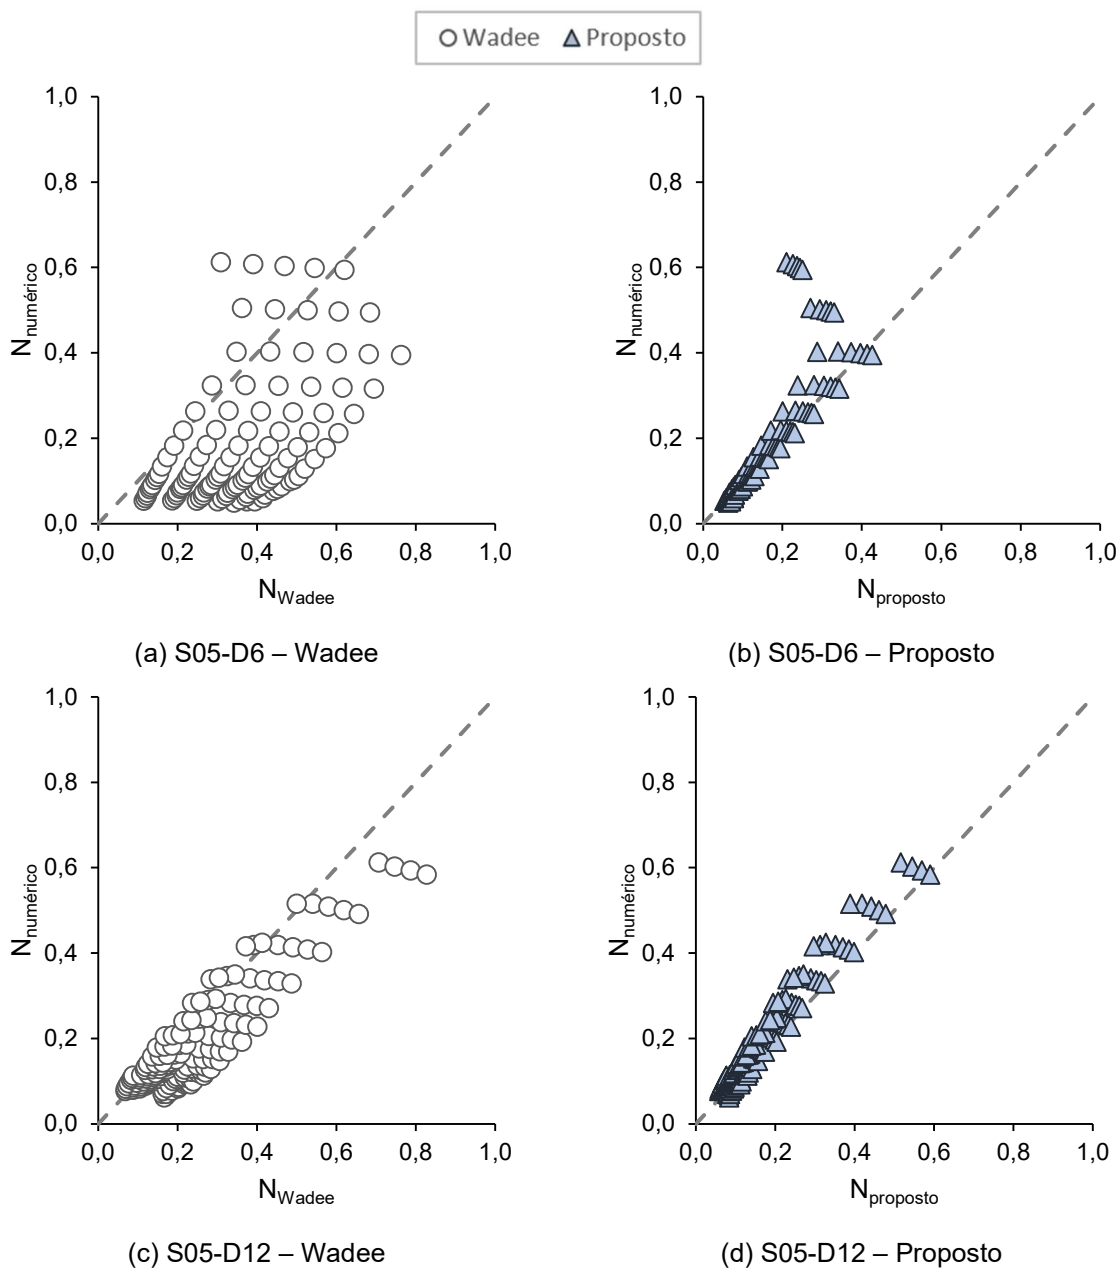 Wadee Proposto
1,0
0,8
0,6
0,4
0,2
0,0
0,0 0,2 0,4 0,6 0,8 1,0
Nnumérico
NWadee
(a) S05-D6 – Wadee
1,0
0,8
0,6
0,4
0,2
0,0
0,0 0,2 0,4 0,6 0,8 1,0
Nnumérico
Nproposto
(b) S05-D6 – Proposto
1,0
0,8
0,6
0,4
0,2
0,0
0,0 0,2 0,4 0,6 0,8 1,0
Nnumérico
NWadee
(c) S05-D12 – Wadee
1,0
0,8
0,6
0,4
0,2
0,0
0,0 0,2 0,4 0,6 0,8 1,0
Nnumérico
Nproposto
(d) S05-D12 – Proposto